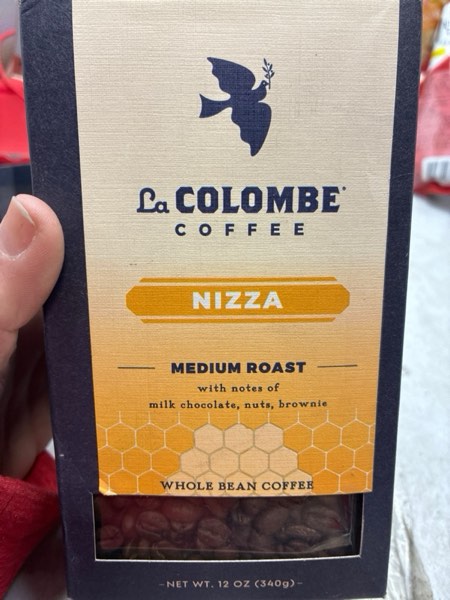 La COLOMBE®
COFFEE
NIZZA
MEDIUM ROAST
with notes of
milk chocolate, nuts, brownie
WHOLE BEAN COFFEE
-NET WT. 12 OZ (340g)-